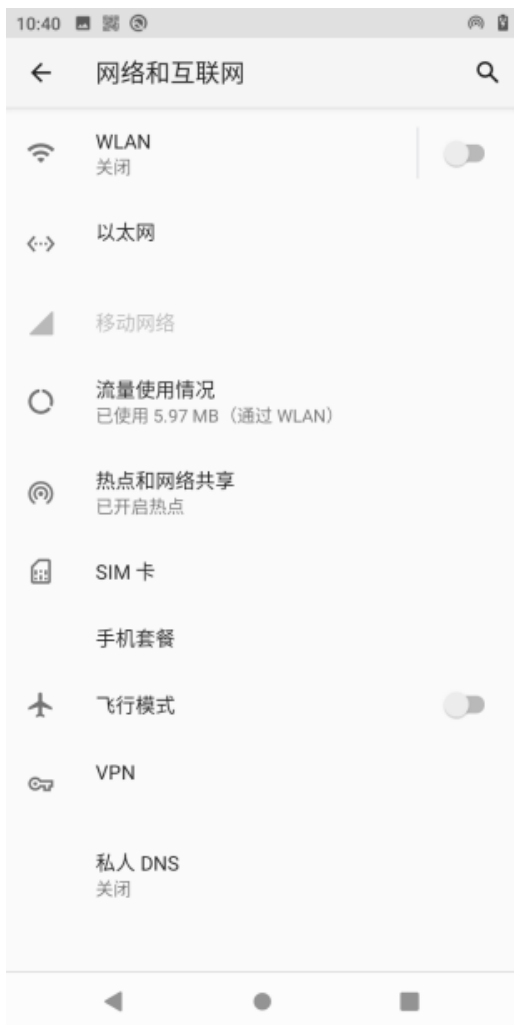 10:40
网络和互联网
WLAN
关闭
以太网
移动网络
流量使用情况
已使用 5.97 MB（通过 WLAN）
热点和网络共享
已开启热点
SIM 卡
手机套餐
飞行模式
VPN
私人 DNS
关闭